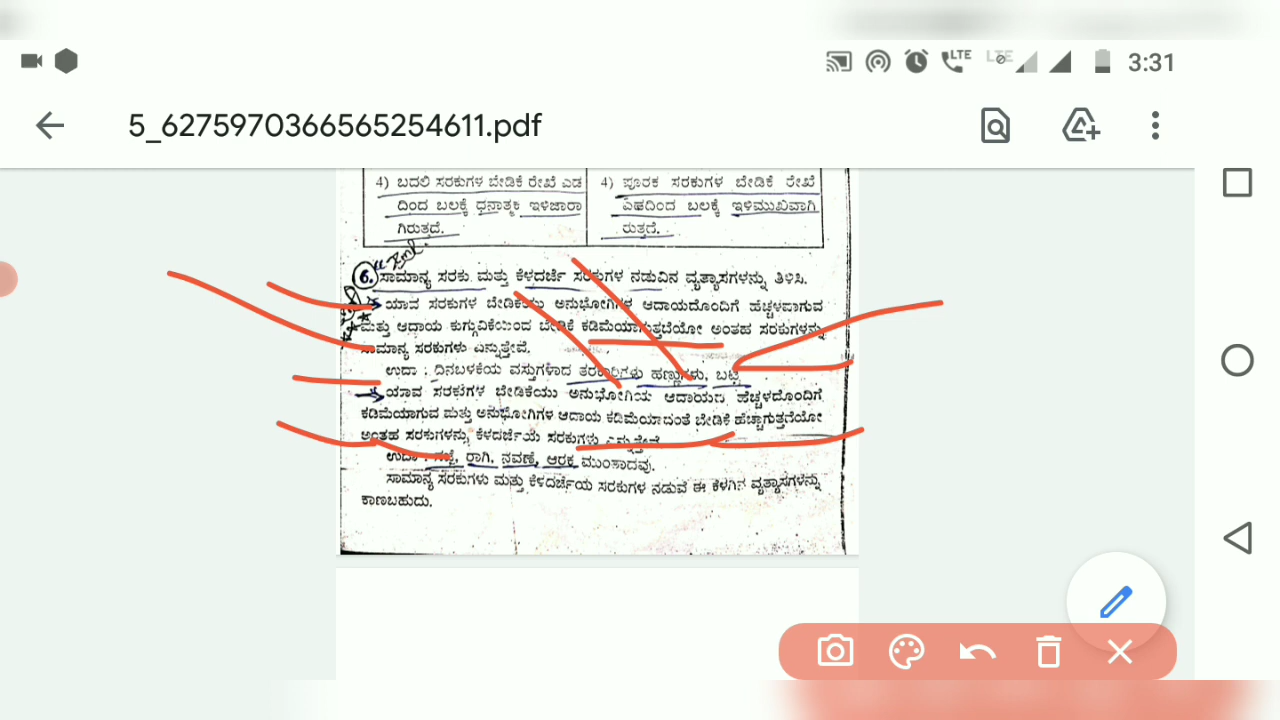 3:31
5_6275970366565254611.pdf
4) ಬದಲಿ ಸರಕುಗಳ ಬೇಡಿಕೆ ರೇಖೆ ಎಡ
ದಿಂದ ಬಲಕ್ಕೆ ಧನಾತ್ಮಕ ಇಳಿಜಾರಾ
ಗಿರುತ್ತದೆ.
4) ಪೂರಕ ಸರಕುಗಳ ಬೇಡಿಕೆ ರೇಖೆ
ಎಡದಿಂದ ಬಲಕ್ಕೆ ಇಳಿಮುಖವಾಗಿ
ರುತ್ತದೆ.
6. ಸಾಮಾನ್ಯ ಸರಕು ಮತ್ತು ಕೆಳದರ್ಜೆ ಸರಕುಗಳ ನಡುವಿನ ವ್ಯತ್ಯಾಸಗಳನ್ನು ತಿಳಿಸಿ.
ಯಾವ ಸರಕುಗಳ ಬೇಡಿಕೆಯು ಅನುಭೋಗಿಗಳ ಆದಾಯದೊಂದಿಗೆ ಹೆಚ್ಚಳವಾಗುವ
ಮತ್ತು ಆದಾಯ ಕುಗ್ಗುವಿಕೆಯಿಂದ ಬೇಡಿಕೆ ಕಡಿಮೆಯಾಗುತ್ತದೆಯೋ ಅಂತಹ ಸರಕುಗಳನ್ನು
ಸಾಮಾನ್ಯ ಸರಕುಗಳು ಎನ್ನುತ್ತೇವೆ.
ಉದಾ : ದಿನಬಳಕೆಯ ವಸ್ತುಗಳಾದ ತರಕಾರಿಗಳು ಹಣ್ಣುಗಳು, ಬಟ್ಟೆ
ಯಾವ ಸರಕುಗಳ ಬೇಡಿಕೆಯು ಅನುಭೋಗಿಯ ಆದಾಯದ ಹೆಚ್ಚಳದೊಂದಿಗೆ
ಕಡಿಮೆಯಾಗುವ ಮತ್ತು ಅನುಭೋಗಿಗಳ ಆದಾಯ ಕಡಿಮೆಯಾದಂತೆ ಬೇಡಿಕೆ ಹೆಚ್ಚಾಗುತ್ತದೆಯೋ
ಅಂತಹ ಸರಕುಗಳನ್ನು ಕೆಳದರ್ಜೆಯ ಸರಕುಗಳು ಎನ್ನುತ್ತೇವೆ
ಉದಾ : ಸಜ್ಜೆ, ರಾಗಿ, ನವಣೆ, ಆರಕ ಮುಂತಾದವು.
ಸಾಮಾನ್ಯ ಸರಕುಗಳು ಮತ್ತು ಕೆಳದರ್ಜೆಯ ಸರಕುಗಳ ನಡುವೆ ಈ ಕೆಳಗಿನ ವ್ಯತ್ಯಾಸಗಳನ್ನು
ಕಾಣಬಹುದು.